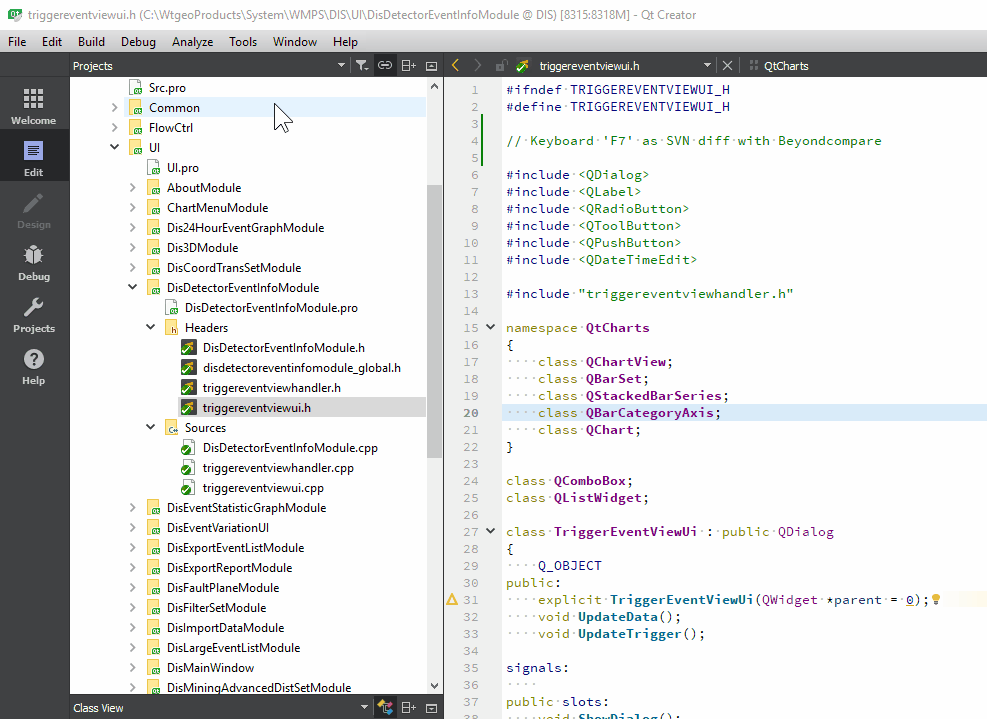 triggereventviewui.h (C:\WtgeoProducts\System\WMPS\DIS\UI\DisDetectorEventInfoModule @ DIS) [8315:8318M] - Qt Creator
File Edit Build Debug Analyze Tools Window Help
Projects
triggereventviewui.h
QtCharts
Welcome
Edit
Design
Debug
Projects
Help
Src.pro
Common
FlowCtrl
UI
UI.pro
AboutModule
ChartMenuModule
Dis24HourEventGraphModule
Dis3DModule
DisCoordTransSetModule
DisDetectorEventInfoModule
DisDetectorEventInfoModule.pro
Headers
DisDetectorEventInfoModule.h
disdetectoreventinfomodule_global.h
triggereventviewhandler.h
triggereventviewui.h
Sources
DisDetectorEventInfoModule.cpp
triggereventviewhandler.cpp
triggereventviewui.cpp
DisEventStatisticGraphModule
DisEventVariationUI
DisExportEventListModule
DisExportReportModule
DisFaultPlaneModule
DisFilterSetModule
DisImportDataModule
DisLargeEventListModule
DisMainWindow
DisMiningAdvancedDistSetModule
Class View
1 #ifndef TRIGGEREVENTVIEWUI_H
2 #define TRIGGEREVENTVIEWUI_H
3
4 // Keyboard 'F7' as SVN diff with Beyondcompare
5
6 #include <QDialog>
7 #include <QLabel>
8 #include <QRadioButton>
9 #include <QToolButton>
10 #include <QPushButton>
11 #include <QDateTimeEdit>
12
13 #include "triggereventviewhandler.h"
14
15 namespace QtCharts
16 {
17 class QChartView;
18 class QBarSet;
19 class QStackedBarSeries;
20 class QBarCategoryAxis;
21 class QChart;
22 }
23
24 class QComboBox;
25 class QListWidget;
26
27 class TriggerEventViewUi : public QDialog
28 {
29 Q_OBJECT
30 public:
31 explicit TriggerEventViewUi(QWidget *parent = 0);
32 void UpdateData();
33 void UpdateTrigger();
34
35 signals:
36
37 public slots:
38 void ShowDialog();